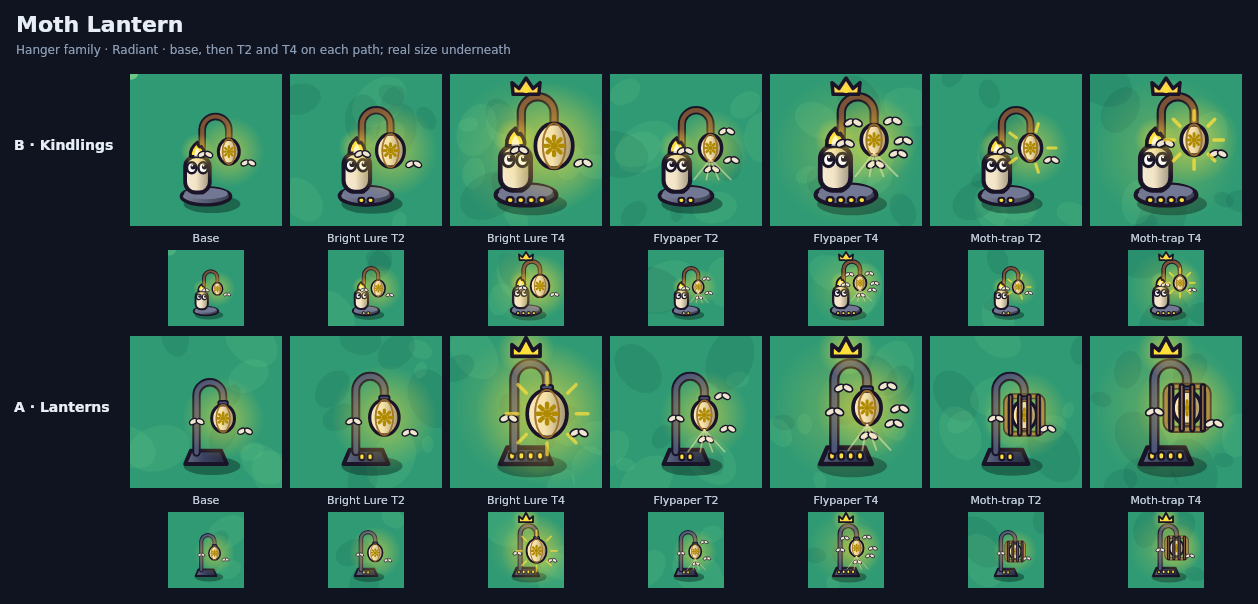 Moth Lantern
Hanger family · Radiant · base, then T2 and T4 on each path; real size underneath
B · Kindlings
Base
Bright Lure T2
Bright Lure T4
Flypaper T2
Flypaper T4
Moth-trap T2
Moth-trap T4
A · Lanterns
Base
Bright Lure T2
Bright Lure T4
Flypaper T2
Flypaper T4
Moth-trap T2
Moth-trap T4